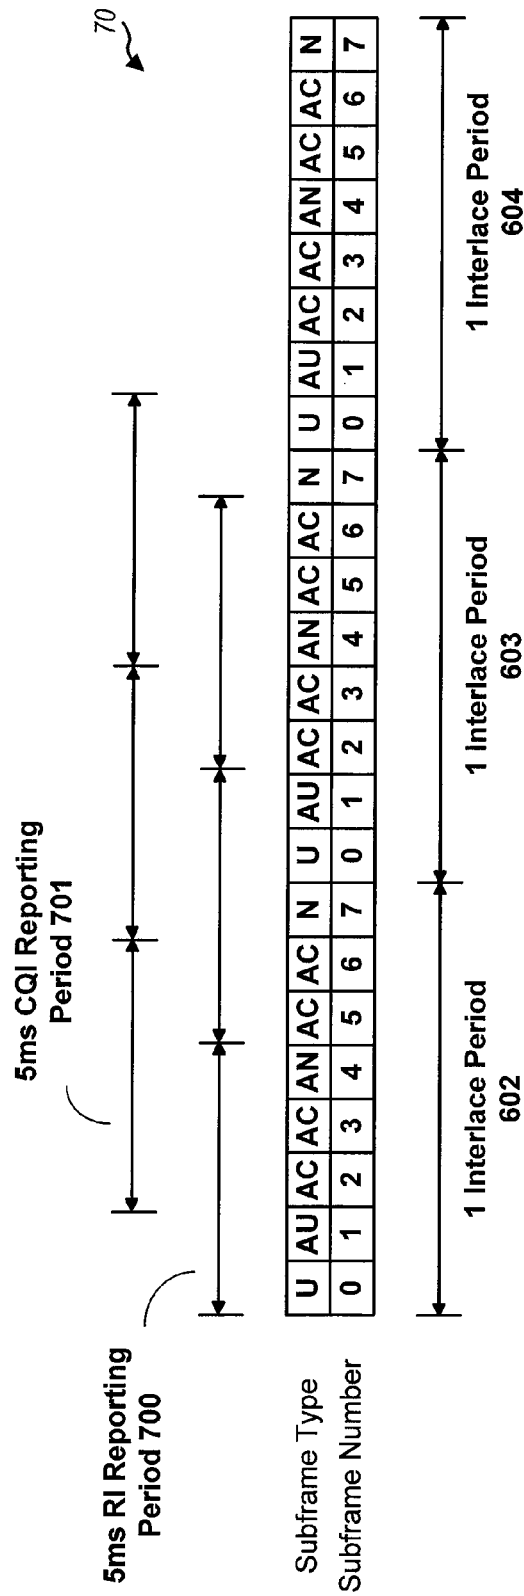 70
5ms CQI Reporting
Period 701
5ms RI Reporting
Period 700
Subframe Type U AU AC AC AN AC AC N U AU AC AC AN AC AC N U AU AC AC AN AC AC N
Subframe Number 0 1 2 3 4 5 6 7 0 1 2 3 4 5 6 7 0 1 2 3 4 5 6 7
1 Interlace Period
602
1 Interlace Period
603
1 Interlace Period
604